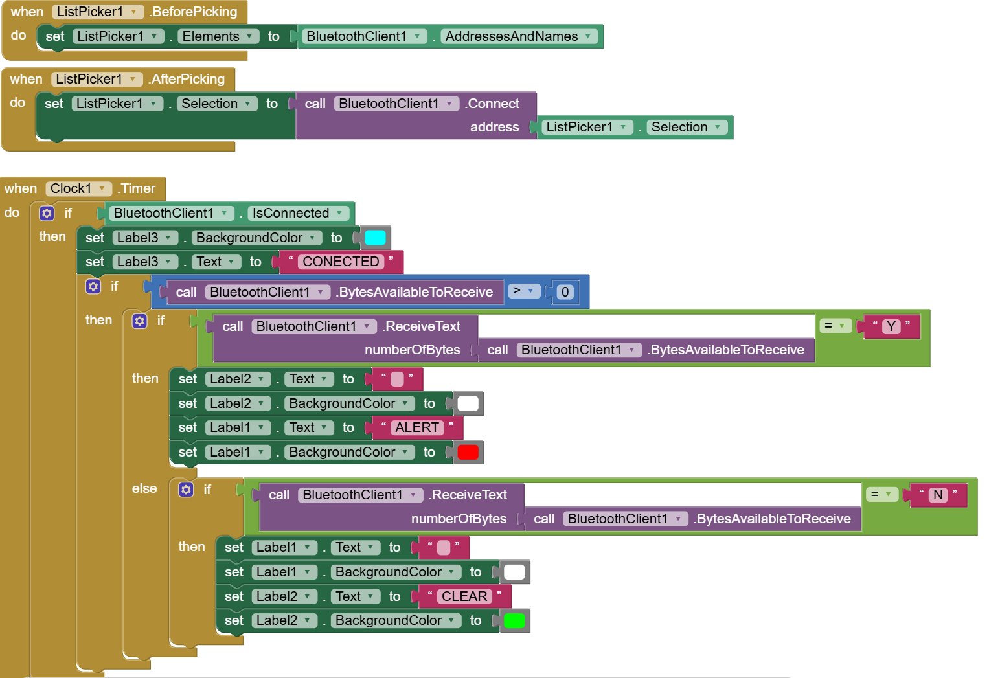 when ListPicker1 .BeforePicking
do set ListPicker1 . Elements to BluetoothClient1 . AddressesAndNames
when ListPicker1 .AfterPicking
do set ListPicker1 . Selection to call BluetoothClient1 .Connect
address ListPicker1 . Selection
when Clock1 .Timer
do if BluetoothClient1 . IsConnected
then set Label3 . BackgroundColor to
set Label3 . Text to “ CONECTED ”
if call BluetoothClient1 .BytesAvailableToReceive > 0
then if call BluetoothClient1 .ReceiveText = “ Y ”
numberOfBytes call BluetoothClient1 .BytesAvailableToReceive
then set Label2 . Text to “ ”
set Label2 . BackgroundColor to
set Label1 . Text to “ ALERT ”
set Label1 . BackgroundColor to
else if call BluetoothClient1 .ReceiveText = “ N ”
numberOfBytes call BluetoothClient1 .BytesAvailableToReceive
then set Label1 . Text to “ ”
set Label1 . BackgroundColor to
set Label2 . Text to “ CLEAR ”
set Label2 . BackgroundColor to